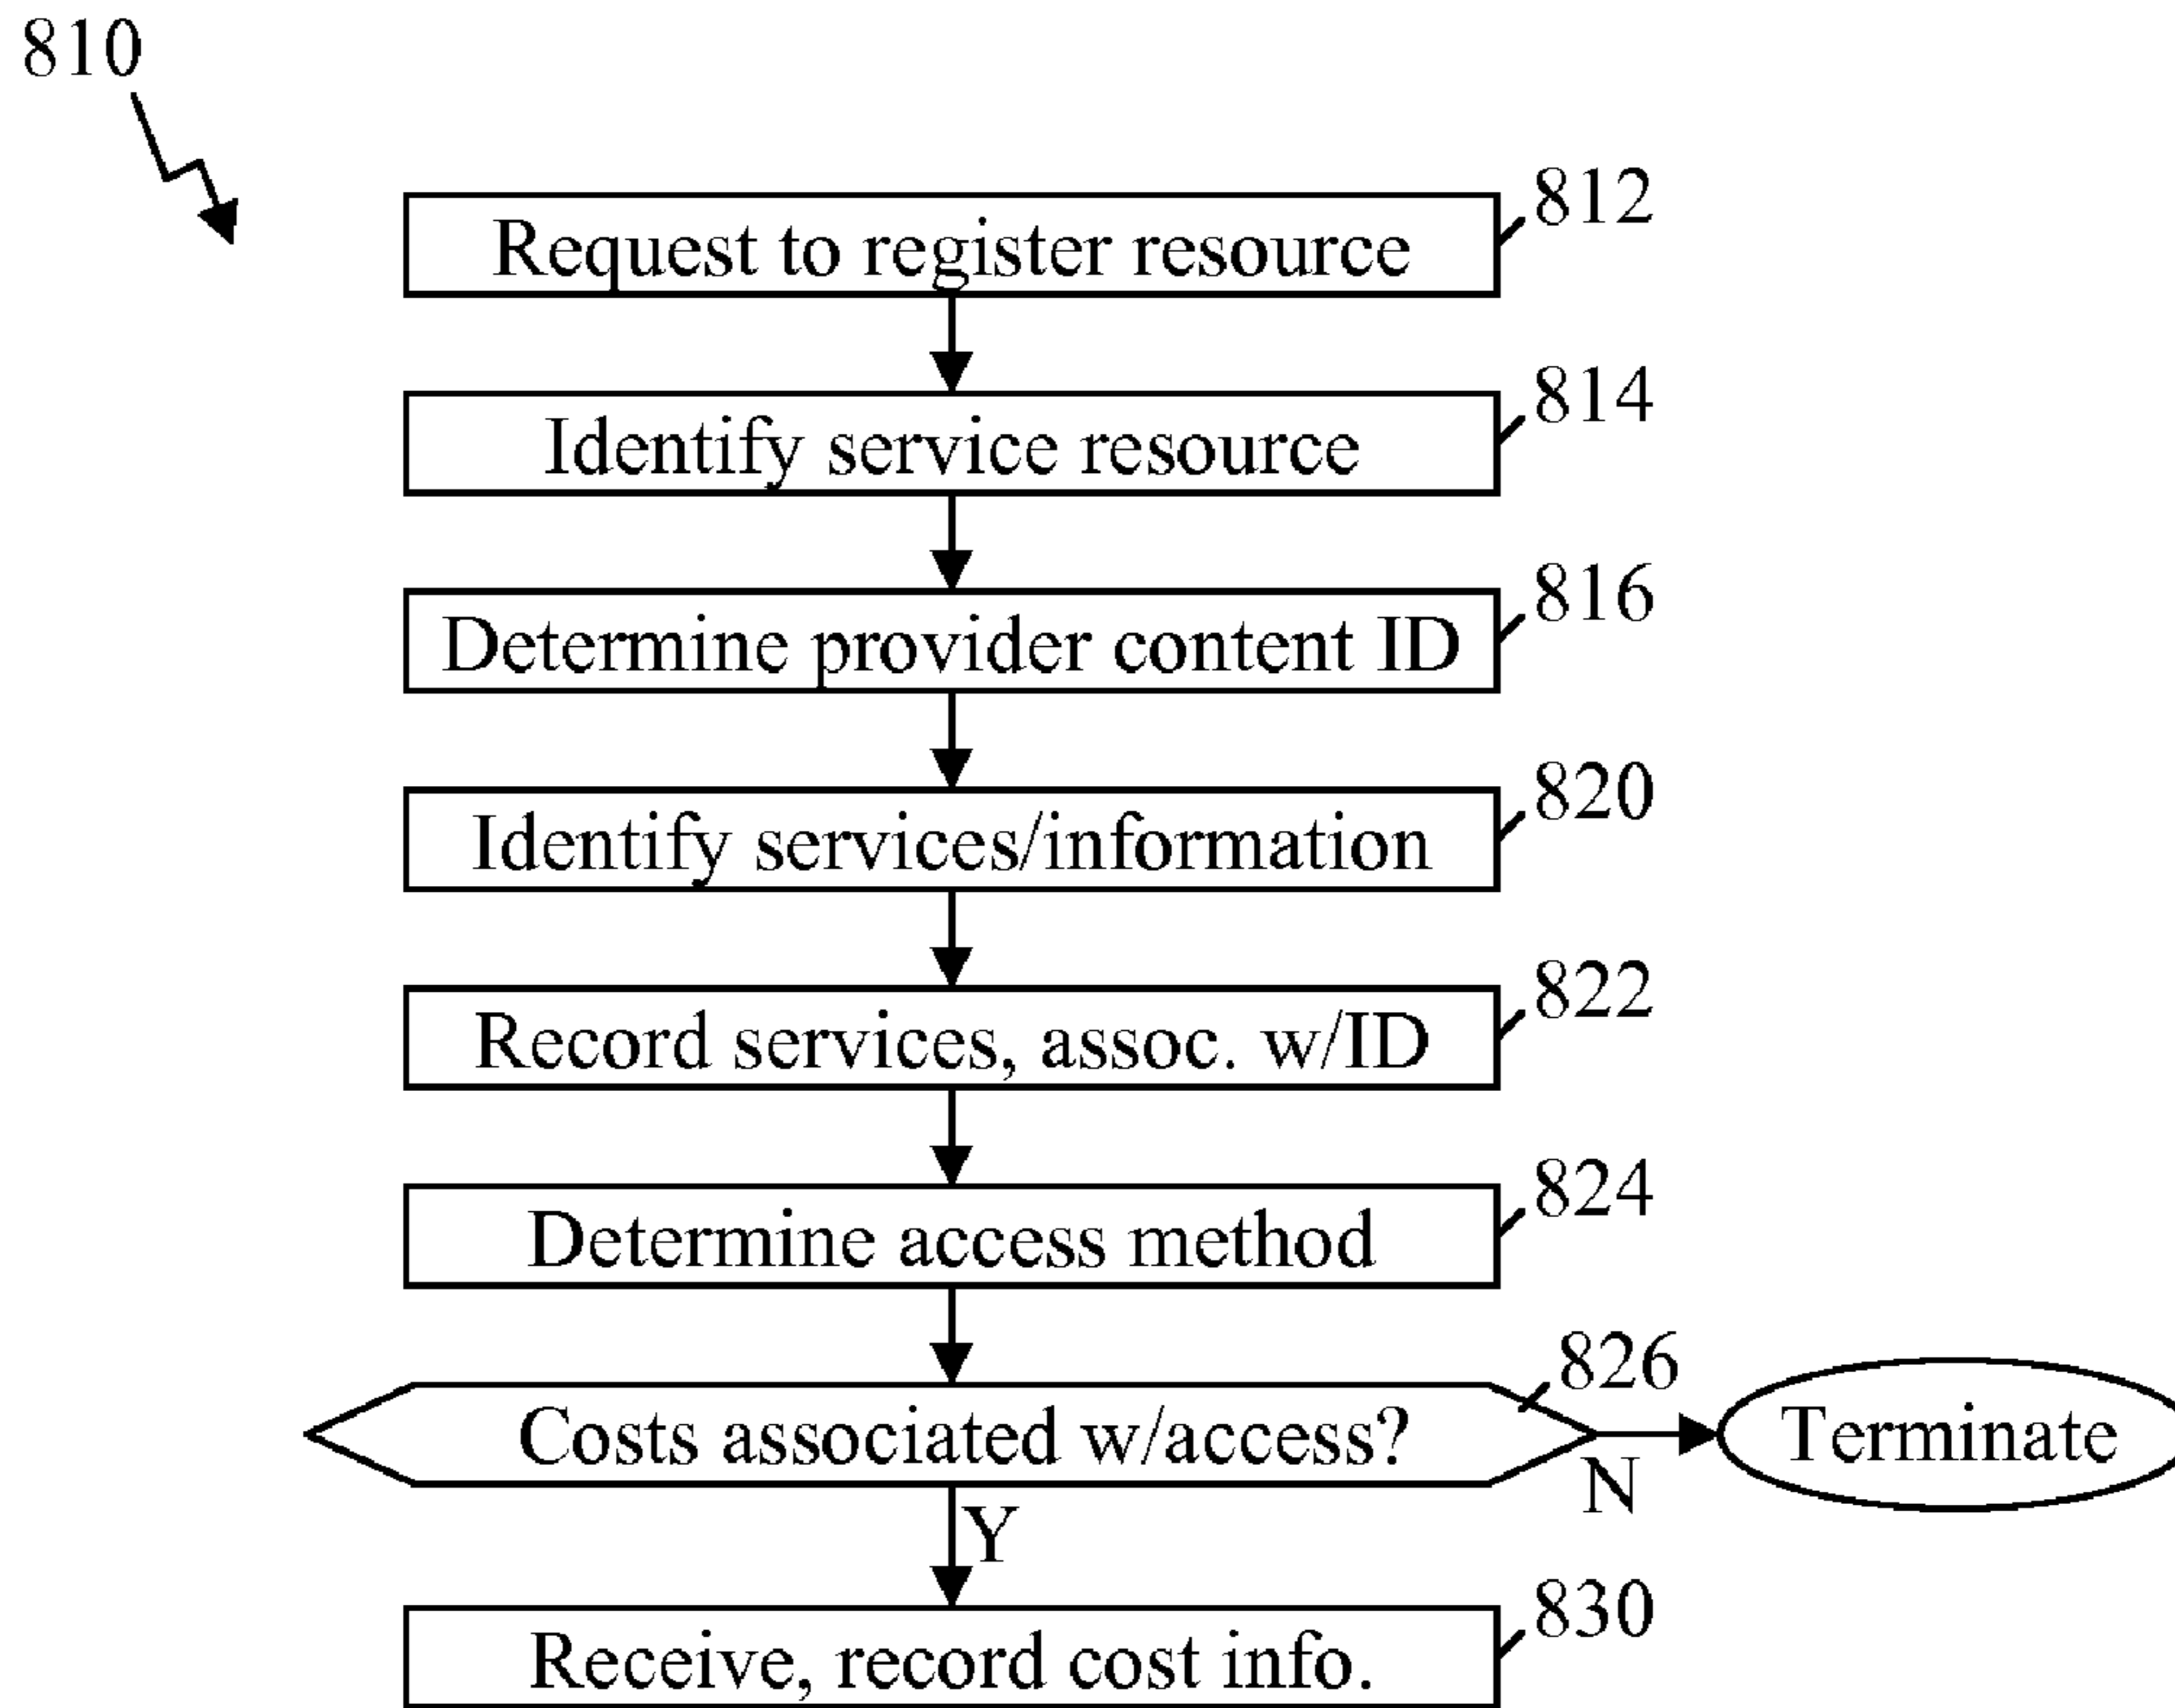 810
812
Request to register resource
814
Identify service resource
816
Determine provider content ID
820
Identify services/information
822
Record services, assoc. w/ID
824
Determine access method
826
Costs associated w/access?
Terminate
N
Y
830
Receive, record cost info.